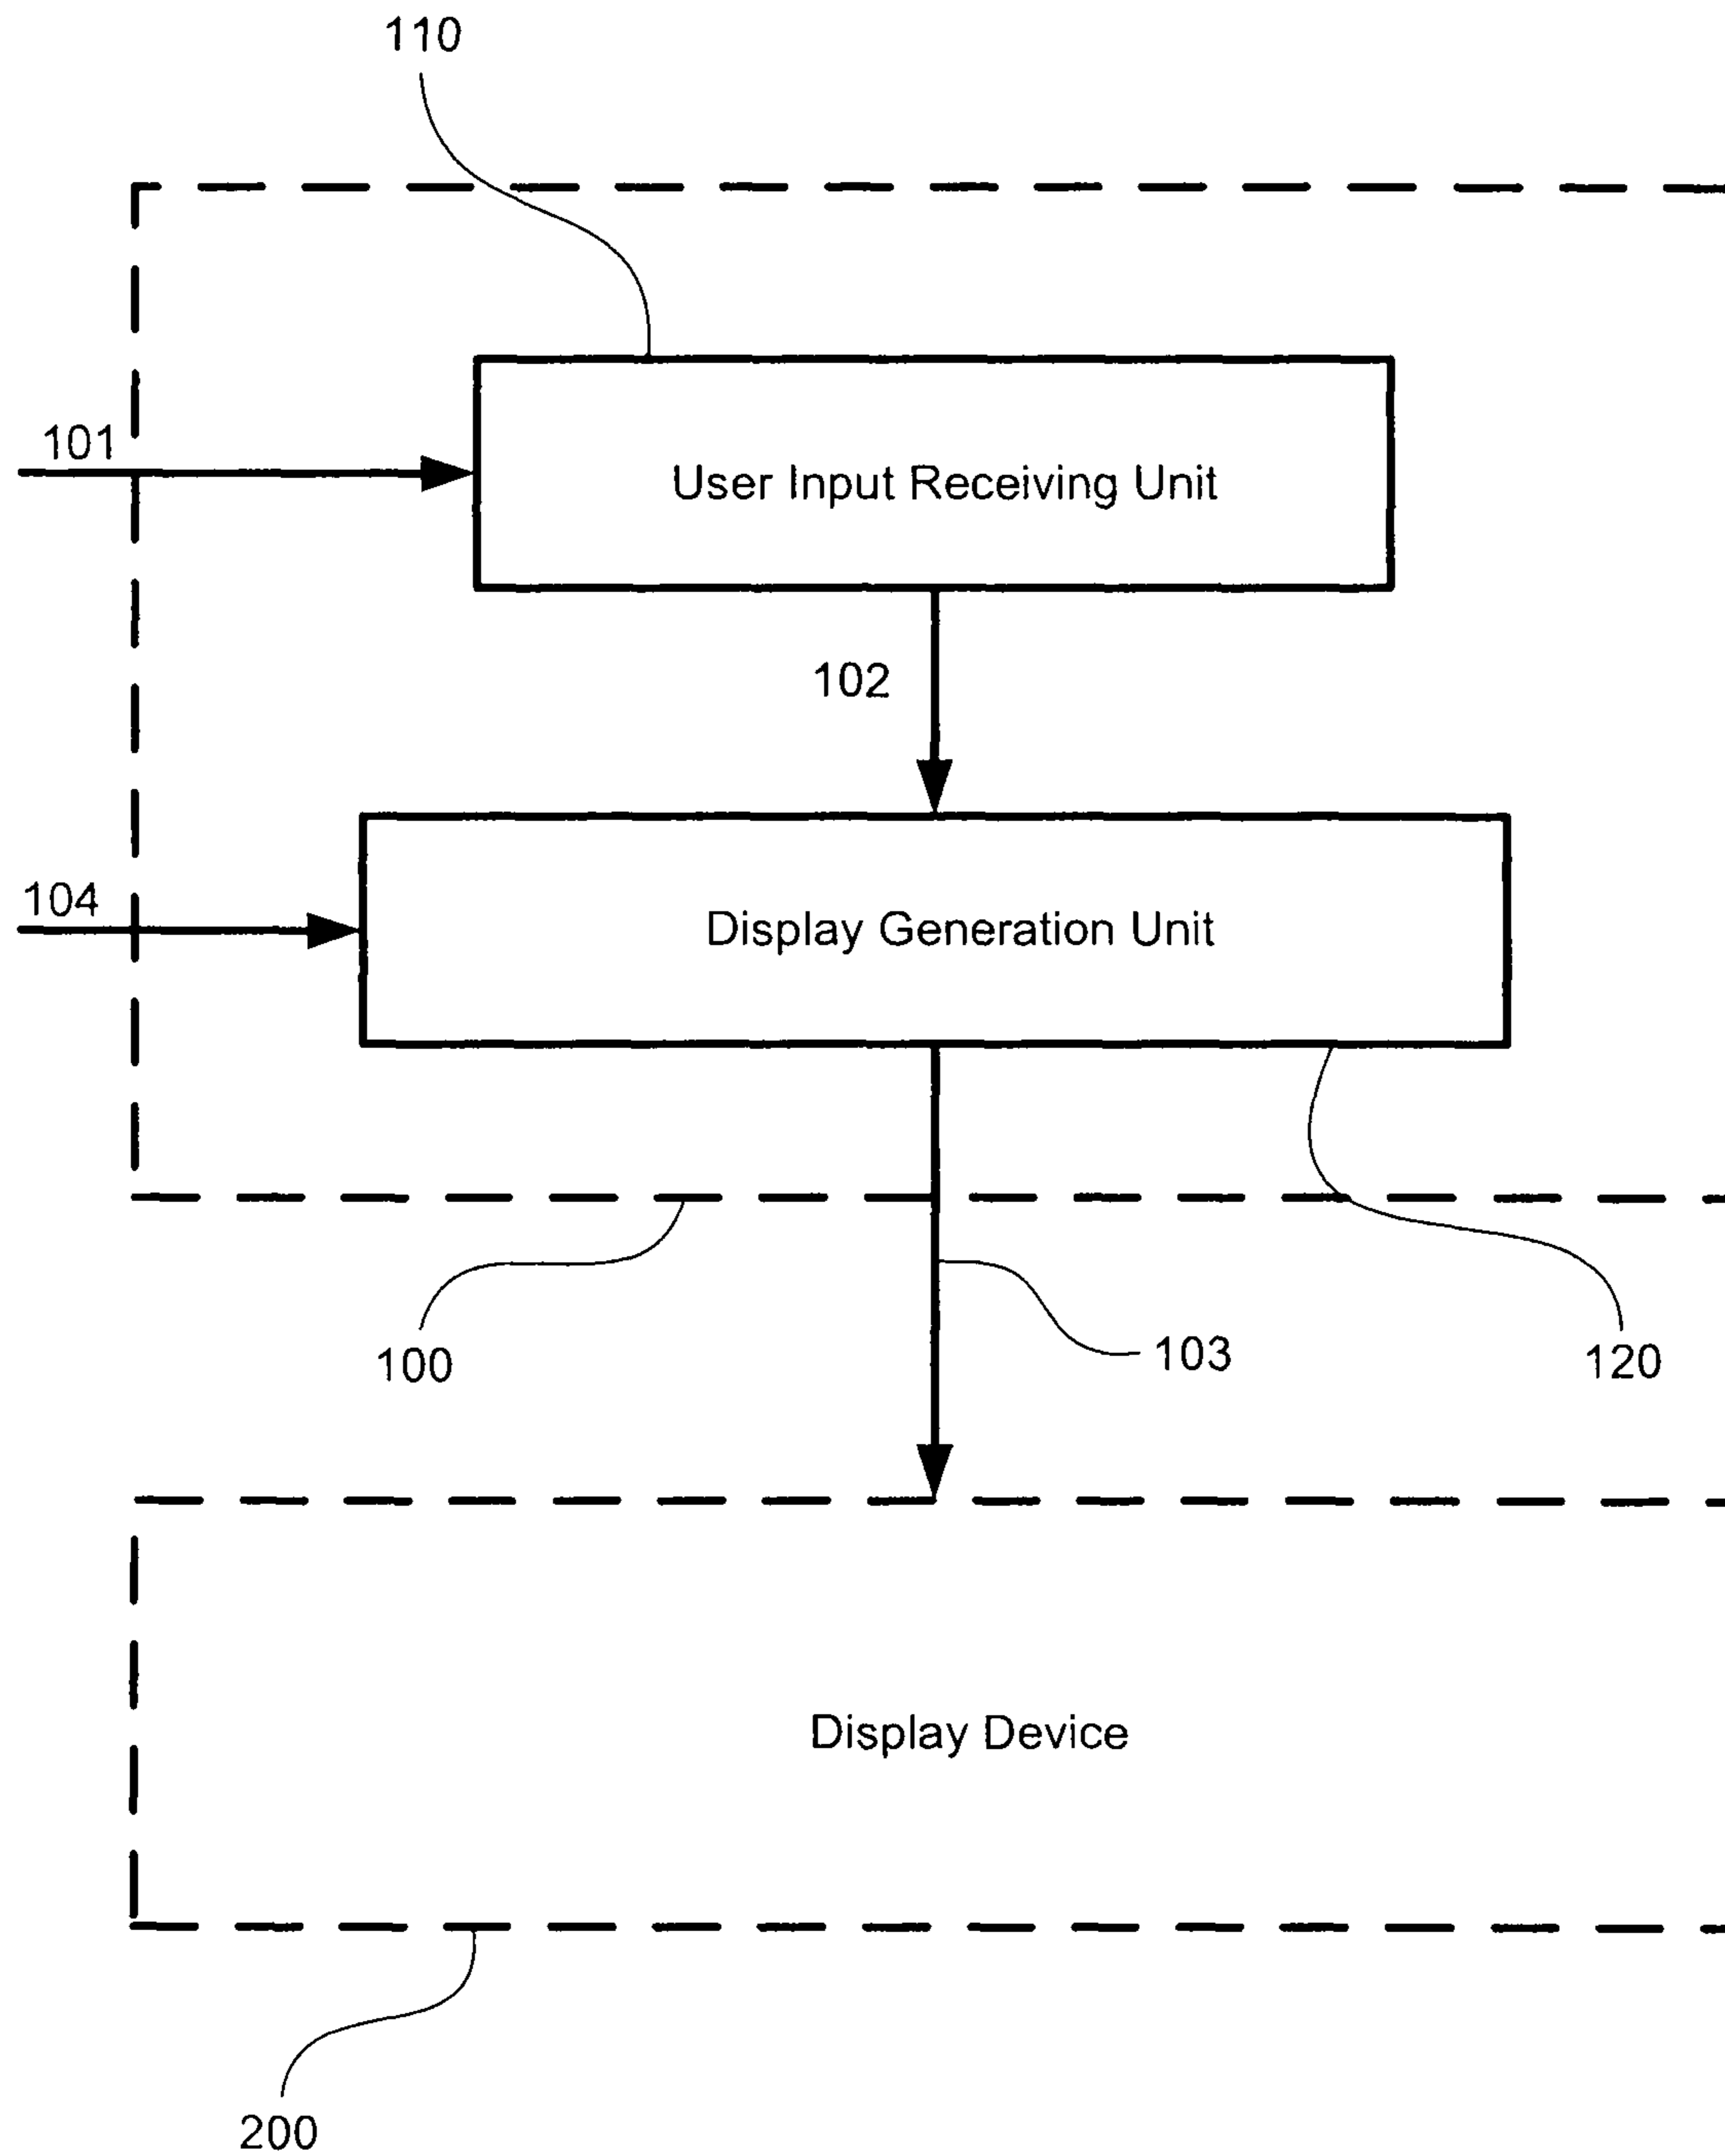 110
101
User Input Receiving Unit
102
104
Display Generation Unit
100
103
120
Display Device
200